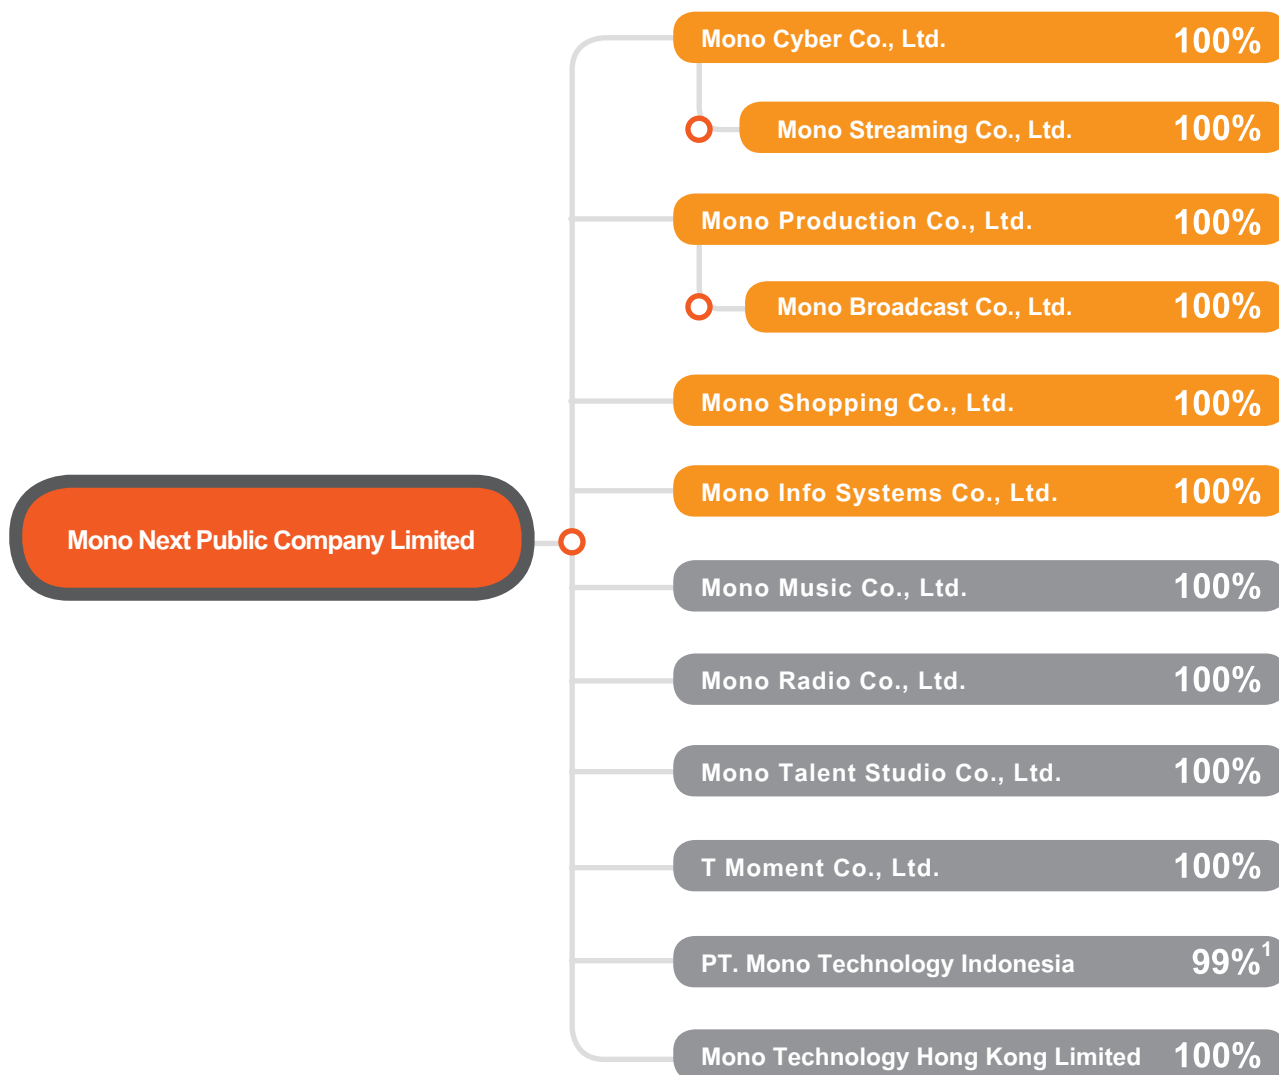 Mono Cyber Co., Ltd. 100%
Mono Streaming Co., Ltd. 100%
Mono Production Co., Ltd. 100%
Mono Broadcast Co., Ltd. 100%
Mono Shopping Co., Ltd. 100%
Mono Info Systems Co., Ltd. 100%
Mono Next Public Company Limited
Mono Music Co., Ltd. 100%
Mono Radio Co., Ltd. 100%
Mono Talent Studio Co., Ltd. 100%
T Moment Co., Ltd. 100%
PT. Mono Technology Indonesia 99%¹
Mono Technology Hong Kong Limited 100%